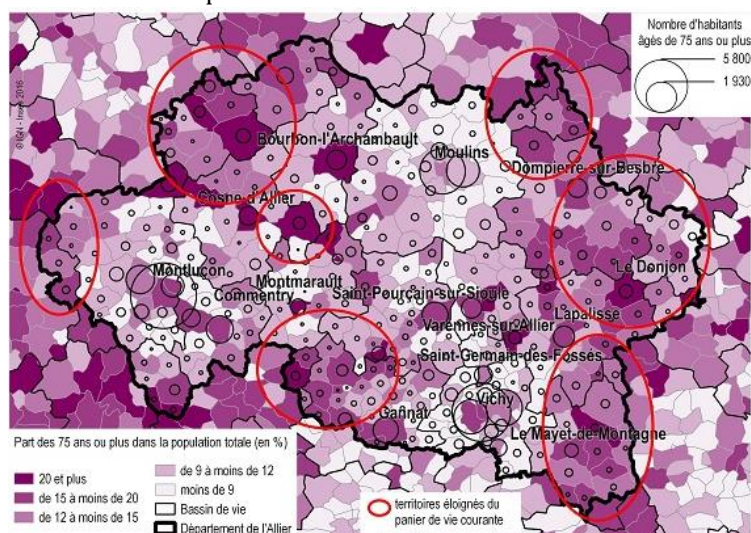 Nombre d'habitants
âgés de 75 ans ou plus
5 800
1 930
© IGN - Insee 2016
Bourbon-l'Archambault
Moulins
Dompierre-sur-Besbre
Cosne-d'Allier
Le Donjon
Montluçon
Montmarault
Commentry
Saint-Pourçain-sur-Sioule
Lapalisse
Varennes-sur-Allier
Saint-Germain-des-Fossés
Vichy
Gannat
Le Mayet-de-Montagne
Part des 75 ans ou plus dans la population totale (en %)
20 et plus
de 15 à moins de 20
de 12 à moins de 15
de 9 à moins de 12
moins de 9
Bassin de vie
Département de l'Allier
territoires éloignés du
panier de vie courante